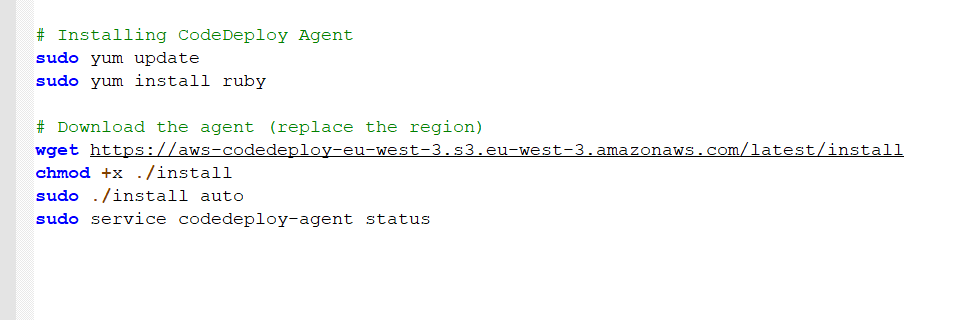 # Installing CodeDeploy Agent
sudo yum update
sudo yum install ruby
# Download the agent (replace the region)
wget https://aws-codedeploy-eu-west-3.s3.eu-west-3.amazonaws.com/latest/install
chmod +x ./install
sudo ./install auto
sudo service codedeploy-agent status